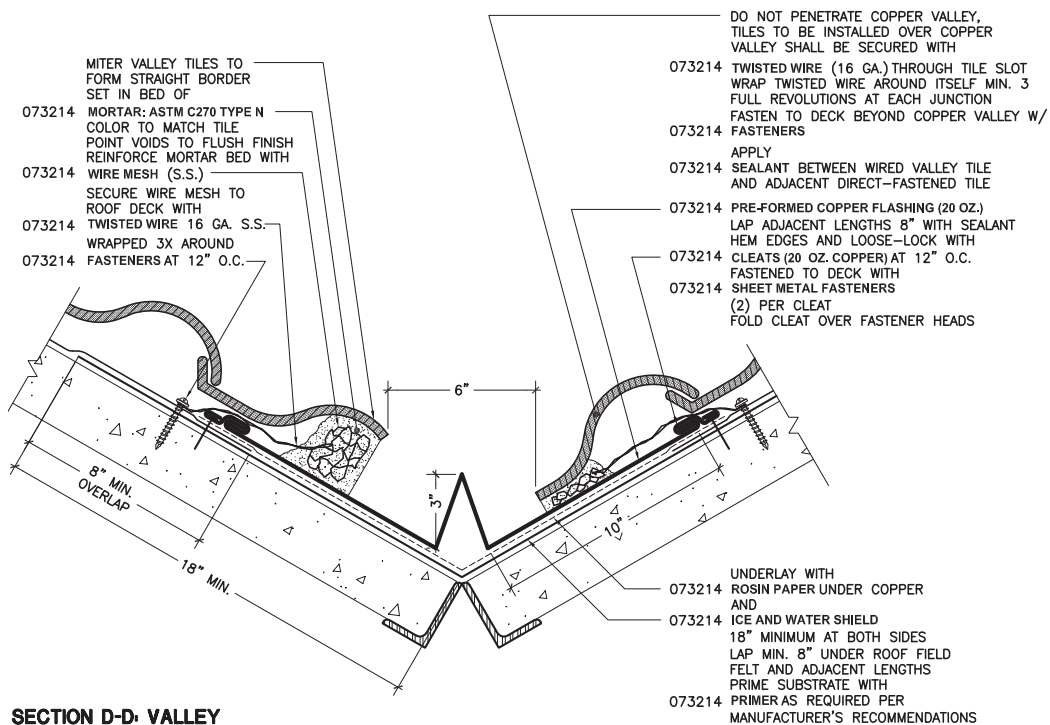 MITER VALLEY TILES TO
FORM STRAIGHT BORDER
SET IN BED OF
073214 MORTAR: ASTM C270 TYPE N
COLOR TO MATCH TILE
POINT VOIDS TO FLUSH FINISH
REINFORCE MORTAR BED WITH
073214 WIRE MESH (S.S.)
SECURE WIRE MESH TO
ROOF DECK WITH
073214 TWISTED WIRE 16 GA. S.S.
WRAPPED 3X AROUND
073214 FASTENERS AT 12" O.C.
DO NOT PENETRATE COPPER VALLEY,
TILES TO BE INSTALLED OVER COPPER
VALLEY SHALL BE SECURED WITH
073214 TWISTED WIRE (16 GA.) THROUGH TILE SLOT
WRAP TWISTED WIRE AROUND ITSELF MIN. 3
FULL REVOLUTIONS AT EACH JUNCTION
FASTEN TO DECK BEYOND COPPER VALLEY W/
073214 FASTENERS
APPLY
073214 SEALANT BETWEEN WIRED VALLEY TILE
AND ADJACENT DIRECT-FASTENED TILE
073214 PRE-FORMED COPPER FLASHING (20 OZ.)
LAP ADJACENT LENGTHS 8" WITH SEALANT
HEM EDGES AND LOOSE-LOCK WITH
073214 CLEATS (20 OZ. COPPER) AT 12" O.C.
FASTENED TO DECK WITH
073214 SHEET METAL FASTENERS
(2) PER CLEAT
FOLD CLEAT OVER FASTENER HEADS
6"
3"
8" MIN.
OVERLAP
18" MIN.
10"
UNDERLAY WITH
073214 ROSIN PAPER UNDER COPPER
AND
073214 ICE AND WATER SHIELD
18" MINIMUM AT BOTH SIDES
LAP MIN. 8" UNDER ROOF FIELD
FELT AND ADJACENT LENGTHS
PRIME SUBSTRATE WITH
073214 PRIMER AS REQUIRED PER
MANUFACTURER'S RECOMMENDATIONS
SECTION D-D: VALLEY